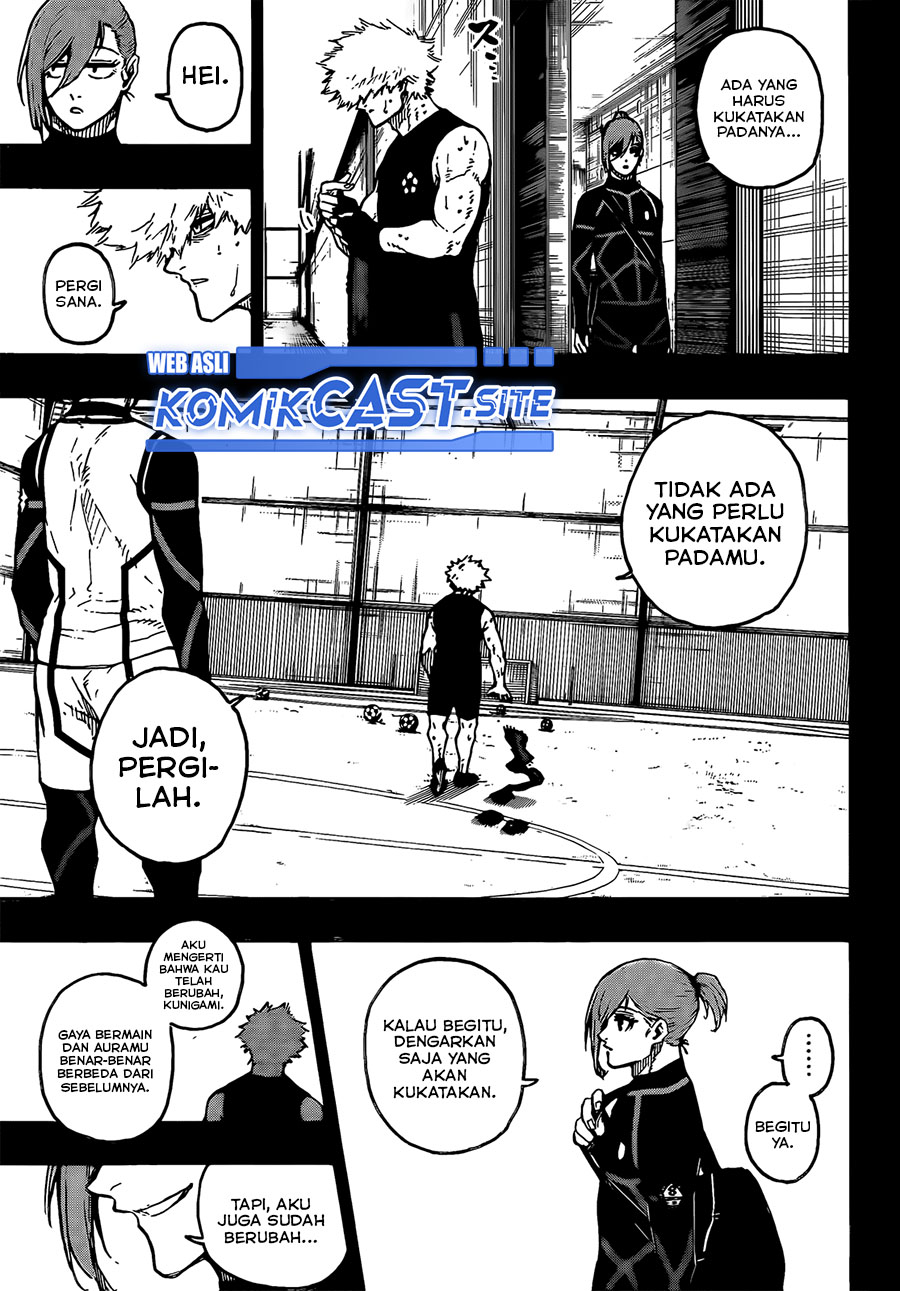 ADA YANG
HARUS
KUKATAKAN
PADANYA...
ス…
HEI.
PERGI
SANA.
WEB ASLI
KOMIKCAST.SITE
TIDAK ADA
YANG PERLU
KUKATAKAN
PADAMU.
JADI,
PERGI-
LAH.
......
BEGITU
YA.
KALAU BEGITU,
DENGARKAN
SAJA YANG
AKAN
KUKATAKAN.
AKU
MENGERTI
BAHWA KAU
TELAH
BERUBAH,
KUNIGAMI.
GAYA BERMAIN
DAN AURAMU
BENAR-BENAR
BERBEDA DARI
SEBELUMNYA.
TAPI, AKU
JUGA SUDAH
BERUBAH...